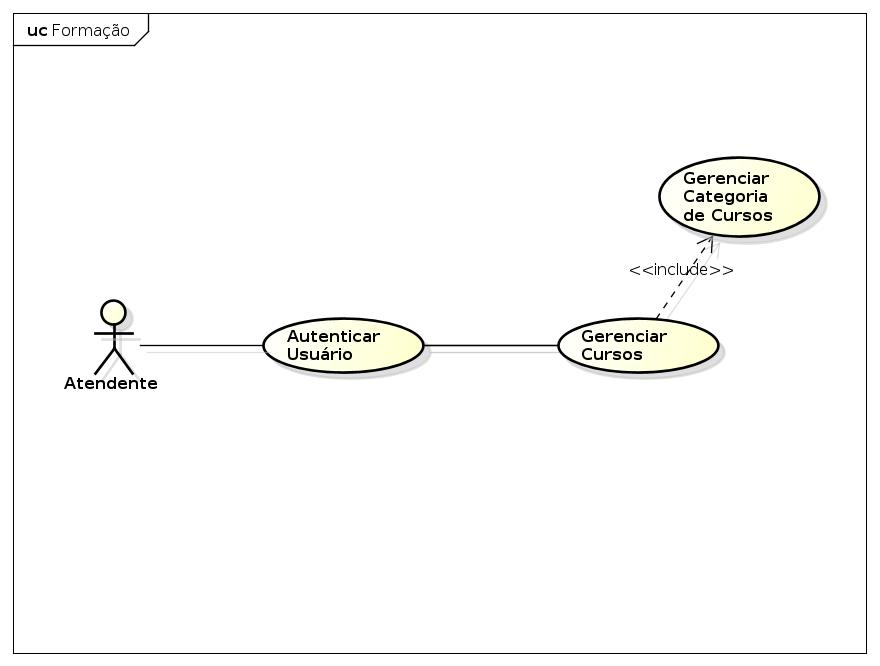 uc Formação
Gerenciar
Categoria
de Cursos
<<include>>
Autenticar
Usuário
Gerenciar
Cursos
Atendente